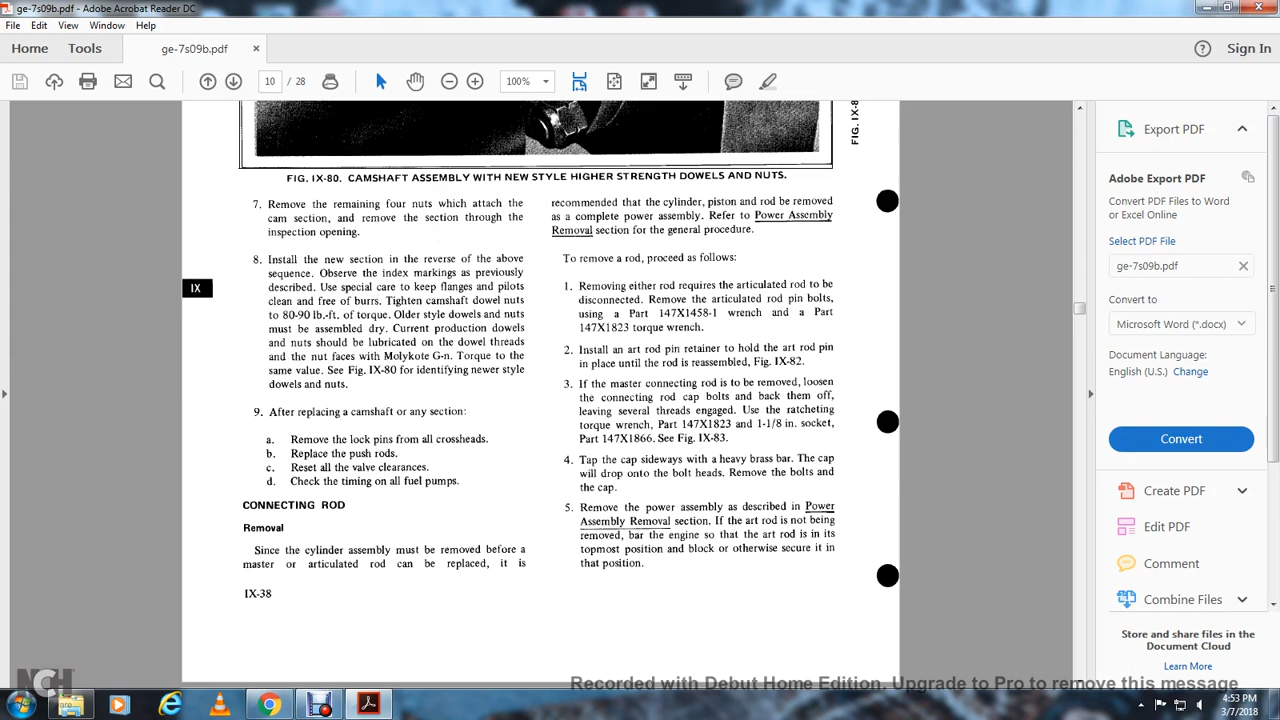 ge-7s09b.pdf - Adobe Acrobat Reader DC
File Edit View Window Help
Home Tools ge-7s09b.pdf × Sign In
10 / 28 100%
FIG. IX-8
FIG. IX-80. CAMSHAFT ASSEMBLY WITH NEW STYLE HIGHER STRENGTH DOWELS AND NUTS.
7. Remove the remaining four nuts which attach the
cam section, and remove the section through the
inspection opening.
8. Install the new section in the reverse of the above
sequence. Observe the index markings as previously
described. Use special care to keep flanges and pilots
clean and free of burrs. Tighten camshaft dowel nuts
to 80-90 lb.-ft. of torque. Older style dowels and nuts
must be assembled dry. Current production dowels
and nuts should be lubricated on the dowel threads
and the nut faces with Molykote G-n. Torque to the
same value. See Fig. IX-80 for identifying newer style
dowels and nuts.
9. After replacing a camshaft or any section:
a. Remove the lock pins from all crossheads.
b. Replace the push rods.
c. Reset all the valve clearances.
d. Check the timing on all fuel pumps.
CONNECTING ROD
Removal
Since the cylinder assembly must be removed before a
master or articulated rod can be replaced, it is
IX-38
IX
recommended that the cylinder, piston and rod be removed
as a complete power assembly. Refer to Power Assembly
Removal section for the general procedure.
To remove a rod, proceed as follows:
1. Removing either rod requires the articulated rod to be
disconnected. Remove the articulated rod pin bolts,
using a Part 147X1458-1 wrench and a Part
147X1823 torque wrench.
2. Install an art rod pin retainer to hold the art rod pin
in place until the rod is reassembled, Fig. IX-82.
3. If the master connecting rod is to be removed, loosen
the connecting rod cap bolts and back them off,
leaving several threads engaged. Use the ratcheting
torque wrench, Part 147X1823 and 1-1/8 in. socket,
Part 147X1866. See Fig. IX-83.
4. Tap the cap sideways with a heavy brass bar. The cap
will drop onto the bolt heads. Remove the bolts and
the cap.
5. Remove the power assembly as described in Power
Assembly Removal section. If the art rod is not being
removed, bar the engine so that the art rod is in its
topmost position and block or otherwise secure it in
that position.
Export PDF
Adobe Export PDF
Convert PDF Files to Word
or Excel Online
Select PDF File
ge-7s09b.pdf
Convert to
Microsoft Word (*.docx)
Document Language:
English (U.S.) Change
Convert
Create PDF
Edit PDF
Comment
Combine Files
Store and share files in the
Document Cloud
Learn More
NCH
Recorded with Debut Home Edition. Upgrade to Pro to remove this message
4:53 PM
3/7/2018